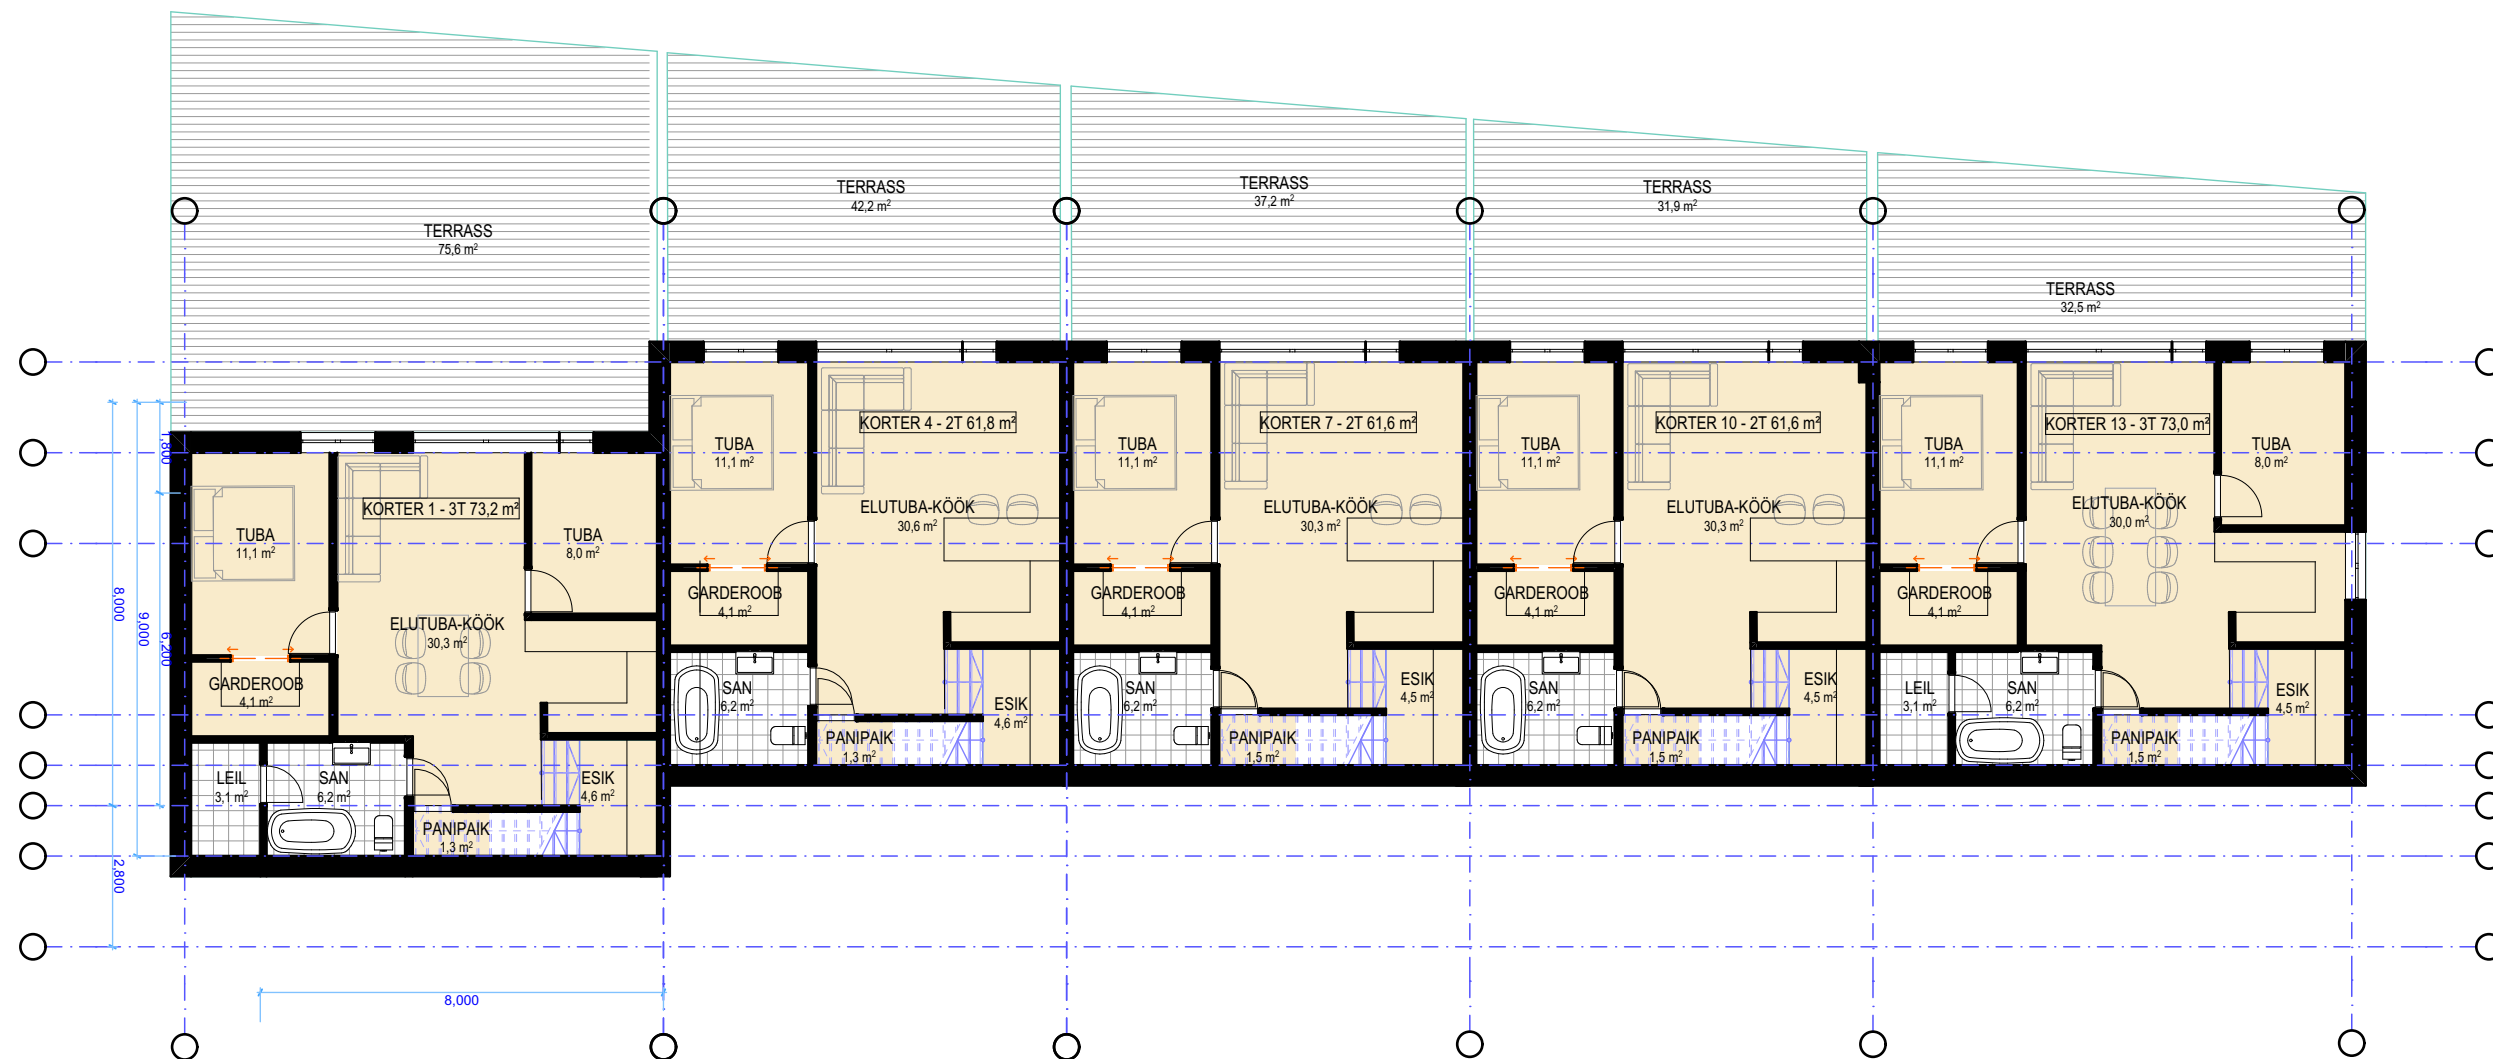 TERRASS
75,6 m²
TERRASS
42,2 m²
TERRASS
37,2 m²
TERRASS
31,9 m²
TERRASS
32,5 m²
KORTER 1 - 3T 73,2 m²
TUBA
11,1 m²
TUBA
8,0 m²
ELUTUBA-KÖÖK
30,3 m²
GARDEROOB
4,1 m²
LEIL
3,1 m²
SAN
6,2 m²
ESIK
4,6 m²
PANIPAIK
1,3 m²
KORTER 4 - 2T 61,8 m²
TUBA
11,1 m²
ELUTUBA-KÖÖK
30,6 m²
GARDEROOB
4,1 m²
SAN
6,2 m²
ESIK
4,6 m²
PANIPAIK
1,3 m²
KORTER 7 - 2T 61,6 m²
TUBA
11,1 m²
ELUTUBA-KÖÖK
30,3 m²
GARDEROOB
4,1 m²
SAN
6,2 m²
ESIK
4,5 m²
PANIPAIK
1,5 m²
KORTER 10 - 2T 61,6 m²
TUBA
11,1 m²
ELUTUBA-KÖÖK
30,3 m²
GARDEROOB
4,1 m²
SAN
6,2 m²
ESIK
4,5 m²
PANIPAIK
1,5 m²
KORTER 13 - 3T 73,0 m²
TUBA
11,1 m²
TUBA
8,0 m²
ELUTUBA-KÖÖK
30,0 m²
GARDEROOB
4,1 m²
LEIL
3,1 m²
SAN
6,2 m²
ESIK
4,5 m²
PANIPAIK
1,5 m²
1,800
8,000
9,000
6,200
2,800
8,000